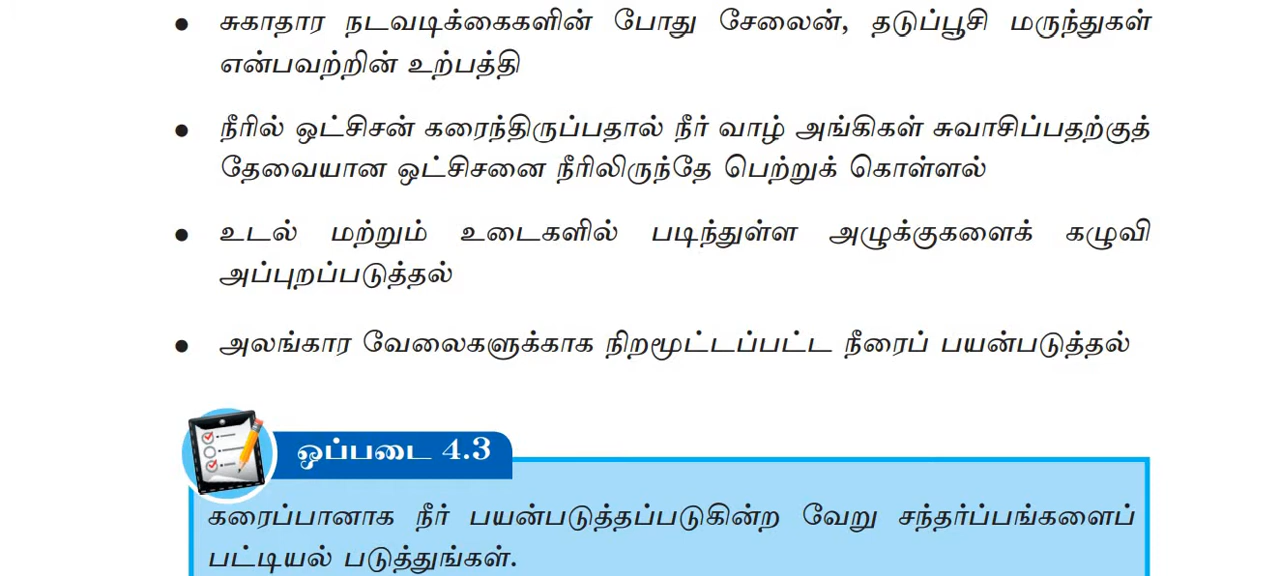 ● சுகாதார நடவடிக்கைகளின் போது சேலைன், தடுப்பூசி மருந்துகள்
என்பவற்றின் உற்பத்தி
● நீரில் ஒட்சிசன் கரைந்திருப்பதால் நீர் வாழ் அங்கிகள் சுவாசிப்பதற்குத்
தேவையான ஒட்சிசனை நீரிலிருந்தே பெற்றுக் கொள்ளல்
● உடல் மற்றும் உடைகளில் படிந்துள்ள அழுக்குகளைக் கழுவி
அப்புறப்படுத்தல்
● அலங்கார வேலைகளுக்காக நிறமூட்டப்பட்ட நீரைப் பயன்படுத்தல்
ஒப்படை 4.3
கரைப்பானாக நீர் பயன்படுத்தப்படுகின்ற வேறு சந்தர்ப்பங்களைப்
பட்டியல் படுத்துங்கள்.